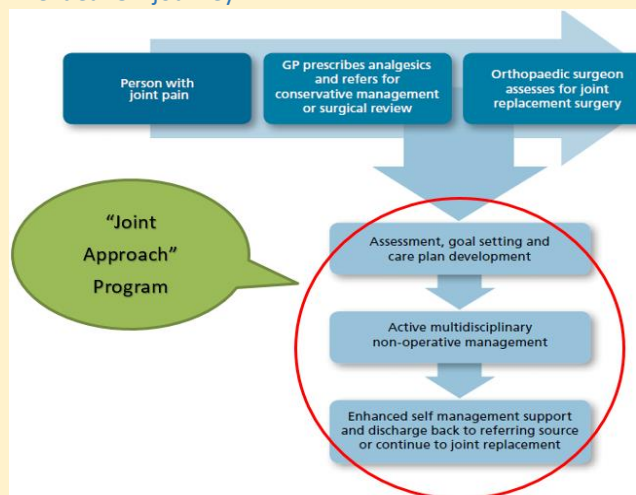 Person with
joint pain
GP prescribes analgesics
and refers for
conservative management
or surgical review
Orthopaedic surgeon
assesses for joint
replacement surgery
"Joint
Approach"
Program
Assessment, goal setting and
care plan development
Active multidisciplinary
non-operative management
Enhanced self management support
and discharge back to referring source
or continue to joint replacement